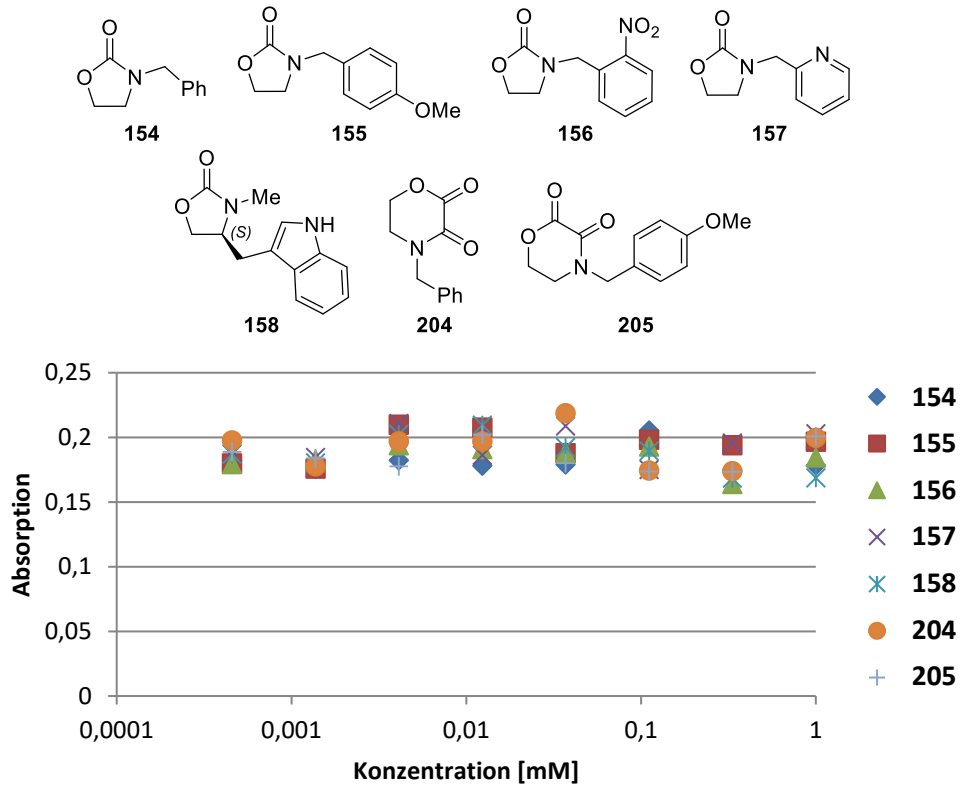 O
O
N
Ph
154
O
O
N
OMe
155
O
O
N
NO2
156
O
O
N
N
157
O
O
N
Me
(S)
NH
158
O
O
O
N
Ph
204
O
O
O
N
OMe
205
Absorption
0,25
0,2
0,15
0,1
0,05
0
0,0001
0,001
0,01
0,1
1
Konzentration [mM]
154
155
156
157
158
204
205